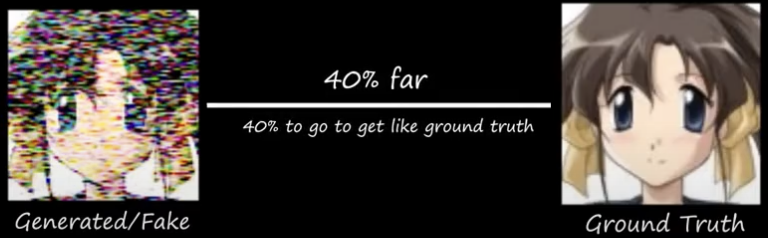 40% far
40% to go to get like ground truth
Generated/Fake
Ground Truth